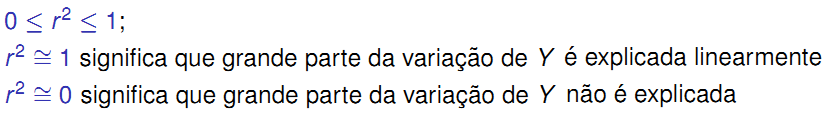 0 ≤ r² ≤ 1;
r² ≅ 1 significa que grande parte da variação de Y é explicada linearmente
r² ≅ 0 significa que grande parte da variação de Y não é explicada